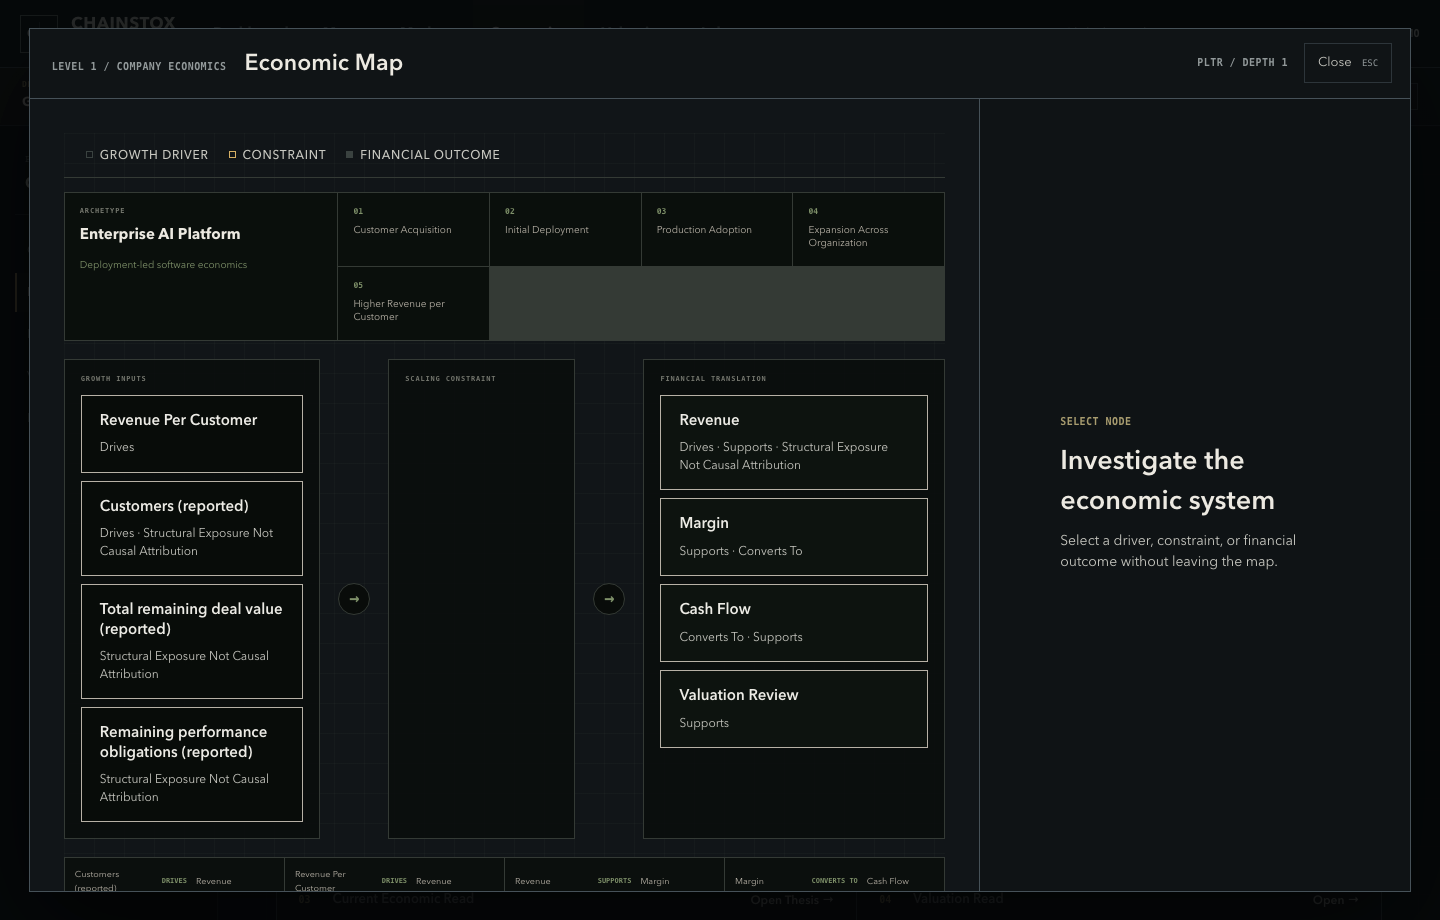 CHAINSTOX
LEVEL 1 / COMPANY ECONOMICS Economic Map
PLTR / DEPTH 1
Close ESC
GROWTH DRIVER CONSTRAINT FINANCIAL OUTCOME
ARCHETYPE
Enterprise AI Platform
Deployment-led software economics
01
Customer Acquisition
02
Initial Deployment
03
Production Adoption
04
Expansion Across
Organization
05
Higher Revenue per
Customer
GROWTH INPUTS
Revenue Per Customer
Drives
Customers (reported)
Drives · Structural Exposure Not
Causal Attribution
Total remaining deal value
(reported)
Structural Exposure Not Causal
Attribution
Remaining performance
obligations (reported)
Structural Exposure Not Causal
Attribution
→
SCALING CONSTRAINT
→
FINANCIAL TRANSLATION
Revenue
Drives · Supports · Structural Exposure
Not Causal Attribution
Margin
Supports · Converts To
Cash Flow
Converts To · Supports
Valuation Review
Supports
SELECT NODE
Investigate the
economic system
Select a driver, constraint, or financial
outcome without leaving the map.
Customers
(reported)
DRIVES Revenue
Revenue Per
Customer
DRIVES Revenue
Revenue SUPPORTS Margin
Margin CONVERTS TO Cash Flow
03 Current Economic Read Open Thesis →
04 Valuation Read Open →